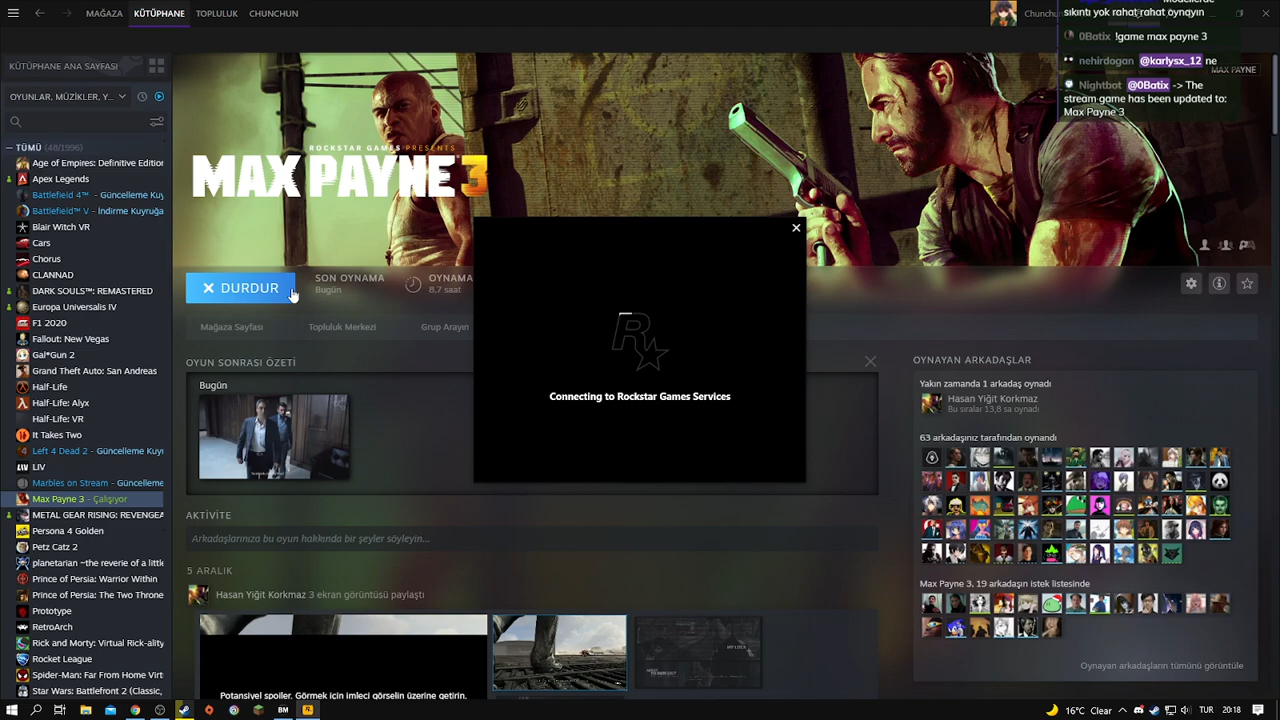 MAĞAZA
KÜTÜPHANE
TOPLULUK
CHUNCHUN
sıkıntı yok rahat rahat oynayın
0Batix !game max payne 3
nehirdogan @karlysx_12 ne
Nightbot @0Batix -> The
stream game has been updated to:
Max Payne 3
MAX PAYNE
KÜTÜPHANE ANA SAYFASI
OYUNLAR, MÜZİKLER, Y...
TÜMÜ (48/1996)
Age of Empires: Definitive Edition
Apex Legends
Battlefield 4™ - Güncelleme Kuy
Battlefield™ V - İndirme Kuyruğa
Blair Witch VR
Cars
Chorus
CLANNAD
DARK SOULS™: REMASTERED
Europa Universalis IV
F1 2020
Fallout: New Vegas
Gal*Gun 2
Grand Theft Auto: San Andreas
Half-Life
Half-Life: Alyx
Half-Life: VR
It Takes Two
Left 4 Dead 2 - Güncelleme Kuyr
LIV
Marbles on Stream - Güncelleme
Max Payne 3 - Çalışıyor
METAL GEAR RISING: REVENGEA
Persona 4 Golden
Petz Catz 2
planetarian ~the reverie of a little
Prince of Persia: Warrior Within
Prince of Persia: The Two Throne
Prototype
RetroArch
Rick and Morty: Virtual Rick-ality
Rocket League
Spider-Man: Far From Home Virt
Star Wars: Battlefront 2 (Classic,
ROCKSTAR GAMES PRESENTS
MAX PAYNE 3
DURDUR
SON OYNAMA
Bugün
OYNAMA
8,7 saat
Mağaza Sayfası
Topluluk Merkezi
Grup Arayın
Connecting to Rockstar Games Services
OYUN SONRASI ÖZETİ
Bugün
AKTİVİTE
Arkadaşlarınıza bu oyun hakkında bir şeyler söyleyin...
5 ARALIK
Hasan Yiğit Korkmaz 3 ekran görüntüsü paylaştı
Potansiyel spoiler. Görmek için imleci görselin üzerine getirin.
OYNAYAN ARKADAŞLAR
Yakın zamanda 1 arkadaş oynadı
Hasan Yiğit Korkmaz
Bu sıralar 13,8 sa oynadı
63 arkadaşınız tarafından oynandı
Max Payne 3, 19 arkadaşın istek listesinde
Oynayan arkadaşların tümünü görüntüle
BM
16°C Clear
TUR
20:18